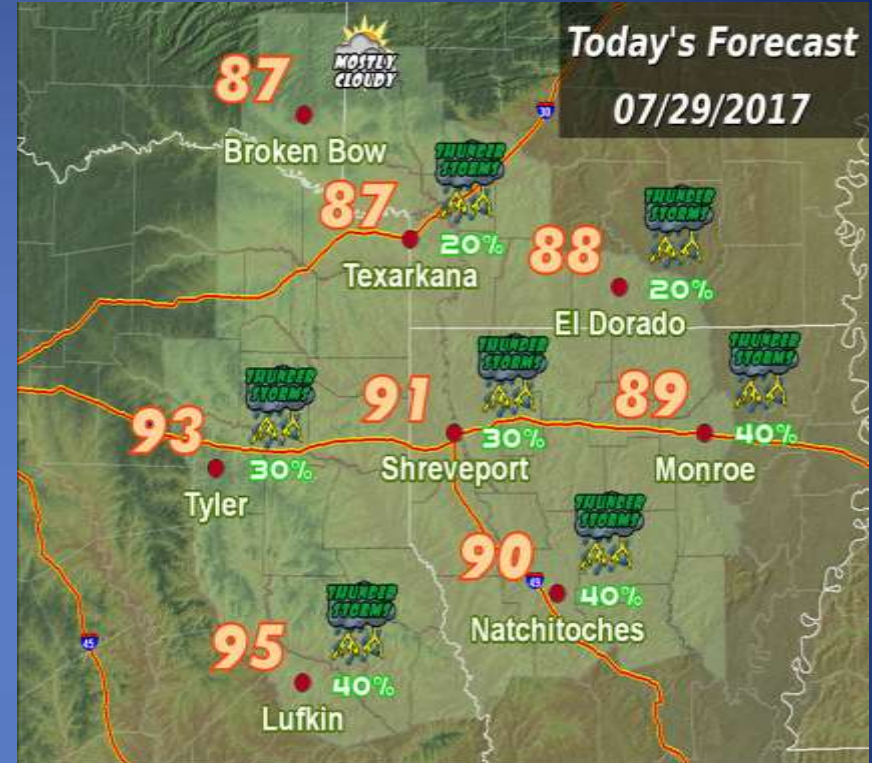 Today's Forecast
07/29/2017
87
MOSTLY
CLOUDY
Broken Bow
30
87
THUNDER
STORMS
20%
Texarkana
88
THUNDER
STORMS
20%
El Dorado
93
THUNDER
STORMS
30%
Tyler
91
THUNDER
STORMS
30%
Shreveport
89
THUNDER
STORMS
40%
Monroe
90
THUNDER
STORMS
49
40%
Natchitoches
45
95
THUNDER
STORMS
40%
Lufkin